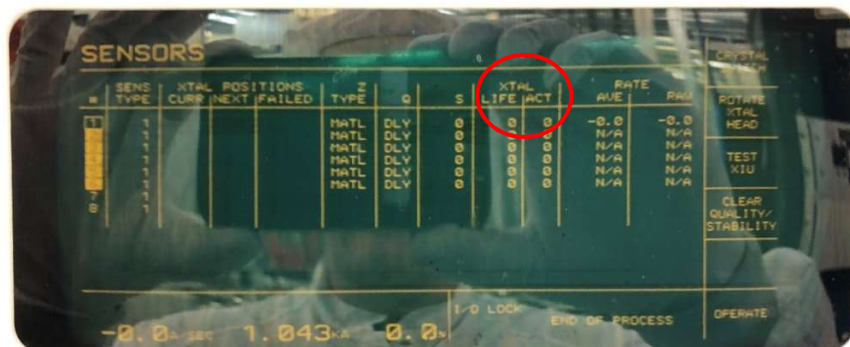 SENSORS
CRYSTAL
SENS XTAL POSITIONS Z XTAL RATE
# TYPE CURR NEXT FAILED TYPE Q S LIFE ACT AVE RAW
ROTATE
XTAL
HEAD
1 1 MATL DLY 0 0 0 -0.0 -0.0
1 MATL DLY 0 0 0 N/A N/A
1 MATL DLY 0 0 0 N/A N/A
1 MATL DLY 0 0 0 N/A N/A
1 MATL DLY 0 0 0 N/A N/A
1 MATL DLY 0 0 0 N/A N/A
7 1
8 1
TEST
XIU
CLEAR
QUALITY/
STABILITY
I/O LOCK
END OF PROCESS
OPERATE
-0.0 A/SEC 1.043 kA 0.0%